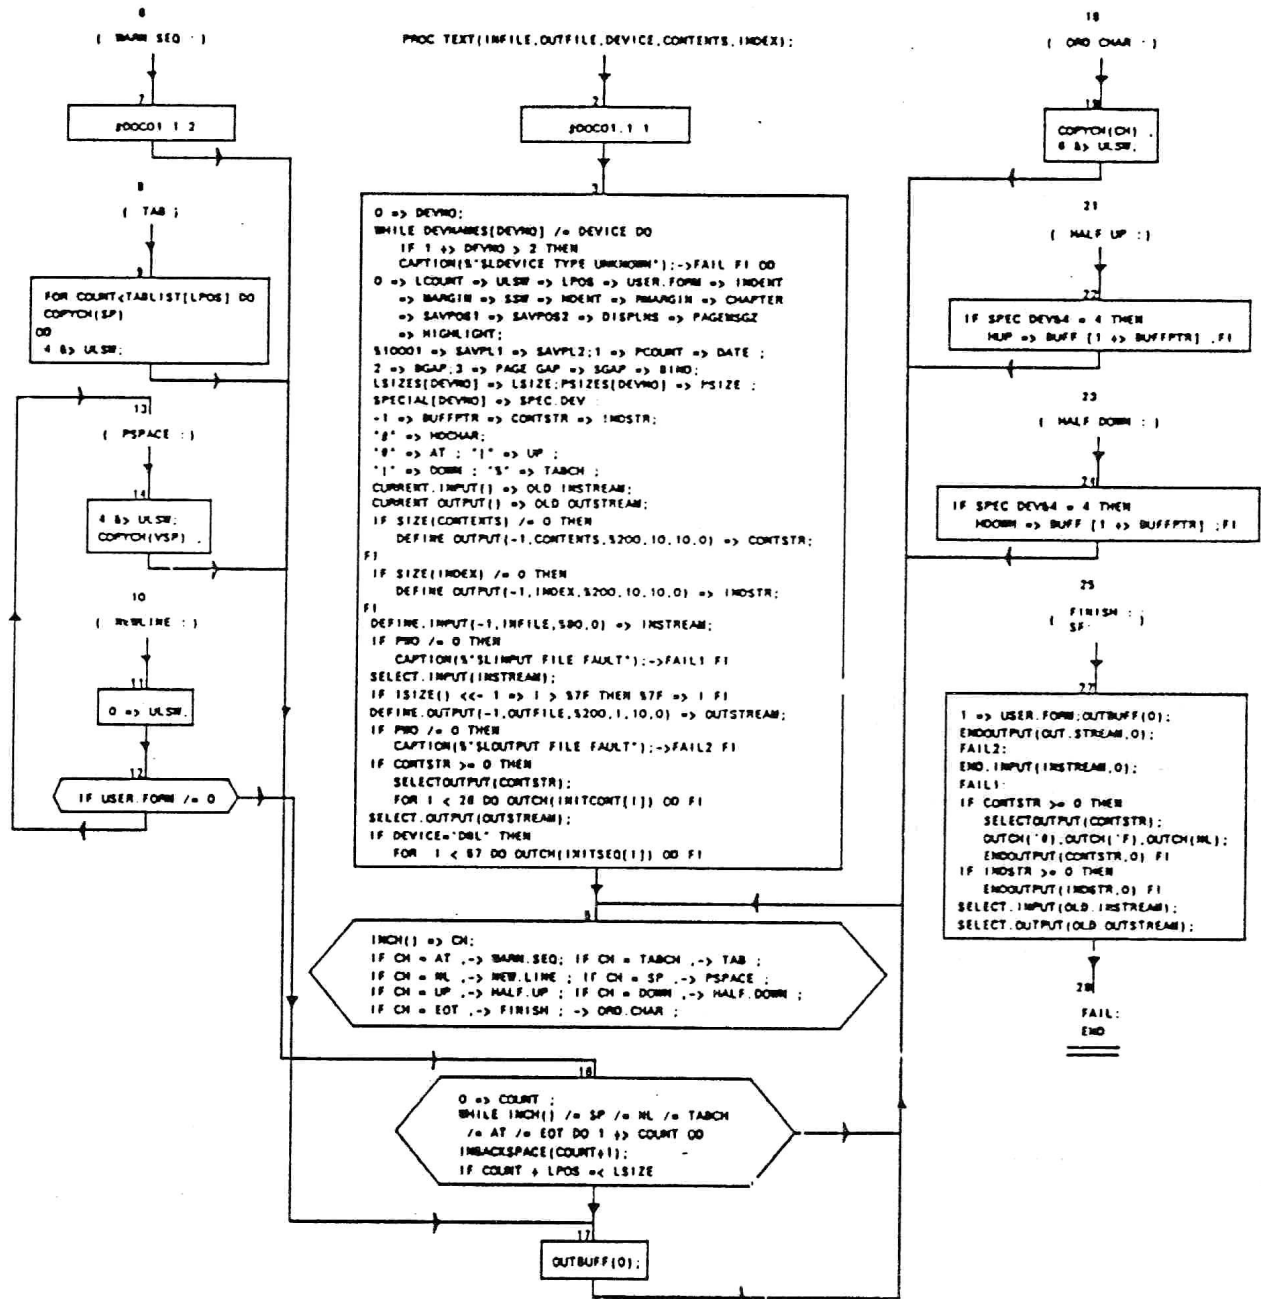 6
( WARN SEQ : )
7
#DOC01.1.2
8
( TAB )
9
FOR COUNT<TABLIST[LPOS] DO
COPYCH(SP)
OD
4 &> ULSW;
13
( PSPACE : )
14
4 &> ULSW;
COPYCH(VSP)
10
( NEWLINE : )
11
0 => ULSW.
12
IF USER.FORM /= 0
PROC TEXT(INFILE,OUTFILE,DEVICE,CONTENTS,INDEX);
2
#DOC01.1.1
3
0 => DEVNO;
WHILE DEVNAMES[DEVNO] /= DEVICE DO
IF 1 +> DEVNO > 2 THEN
CAPTION(%"$LDEVICE TYPE UNKNOWN");->FAIL FI OD
0 => LCOUNT => ULSW => LPOS => USER.FORM => INDENT
=> MARGIN => SSW => NDENT => RMARGIN => CHAPTER
=> SAVPOS1 => SAVPOS2 => DISPLNS => PAGEMSGZ
=> HIGHLIGHT;
%10001 => SAVPL1 => SAVPL2;1 => PCOUNT => DATE ;
2 => BGAP;3 => PAGE GAP => SGAP => BIND;
LSIZES[DEVNO] => LSIZE;PSIZES[DEVNO] => PSIZE ;
SPECIAL[DEVNO] => SPEC.DEV
-1 => BUFFPTR => CONTSTR => INDSTR;
"#" => HDCHAR;
"@" => AT ; "[" => UP ;
"]" => DOWN ; "%" => TABCH ;
CURRENT.INPUT() => OLD INSTREAM;
CURRENT OUTPUT() => OLD OUTSTREAM;
IF SIZE(CONTENTS) /= 0 THEN
DEFINE OUTPUT(-1,CONTENTS,%200,10,10,0) => CONTSTR;
FI
IF SIZE(INDEX) /= 0 THEN
DEFINE OUTPUT(-1,INDEX,%200,10,10,0) => INDSTR;
FI
DEFINE.INPUT(-1,INFILE,%80,0) => INSTREAM;
IF PW0 /= 0 THEN
CAPTION(%"$LINPUT FILE FAULT");->FAIL1 FI
SELECT.INPUT(INSTREAM);
IF ISIZE() <<- 1 => I > %7F THEN %7F => I FI
DEFINE.OUTPUT(-1,OUTFILE,%200,1,10,0) => OUTSTREAM;
IF PW0 /= 0 THEN
CAPTION(%"$LOUTPUT FILE FAULT");->FAIL2 FI
IF CONTSTR >= 0 THEN
SELECTOUTPUT(CONTSTR);
FOR I < 26 DO OUTCH(INITCONT[I]) OD FI
SELECT.OUTPUT(OUTSTREAM);
IF DEVICE="DBL" THEN
FOR I < 67 DO OUTCH(INITSEQ[I]) OD FI
5
INCH() => CH;
IF CH = AT ,-> WARN.SEQ; IF CH = TABCH ,-> TAB ;
IF CH = NL ,-> NEW.LINE ; IF CH = SP ,-> PSPACE ;
IF CH = UP ,-> HALF.UP ; IF CH = DOWN ,-> HALF.DOWN ;
IF CH = EOT ,-> FINISH ; -> ORD.CHAR ;
16
0 => COUNT ;
WHILE INCH() /= SP /= NL /= TABCH
/= AT /= EOT DO 1 +> COUNT OD
INBACKSPACE(COUNT+1);
IF COUNT + LPOS =< LSIZE
17
OUTBUFF(0);
18
( ORD CHAR : )
19
COPYCH(CH) ,
4 &> ULSW;
21
( HALF UP : )
22
IF SPEC DEV&4 = 4 THEN
HUP => BUFF [1 +> BUFFPTR] ,FI
23
( HALF DOWN : )
24
IF SPEC DEV&4 = 4 THEN
HDOWN => BUFF [1 +> BUFFPTR] ;FI
25
( FINISH : ;
27
1 => USER.FORM;OUTBUFF(0);
ENDOUTPUT(OUT.STREAM,0);
FAIL2:
END.INPUT(INSTREAM,0);
FAIL1:
IF CONTSTR >= 0 THEN
SELECTOUTPUT(CONTSTR);
OUTCH("@);OUTCH("F),OUTCH(NL);
ENDOUTPUT(CONTSTR,0) FI
IF INDSTR >= 0 THEN
ENDOUTPUT(INDSTR,0) FI
SELECT.INPUT(OLD.INSTREAM);
SELECT.OUTPUT(OLD.OUTSTREAM);
28
FAIL:
END